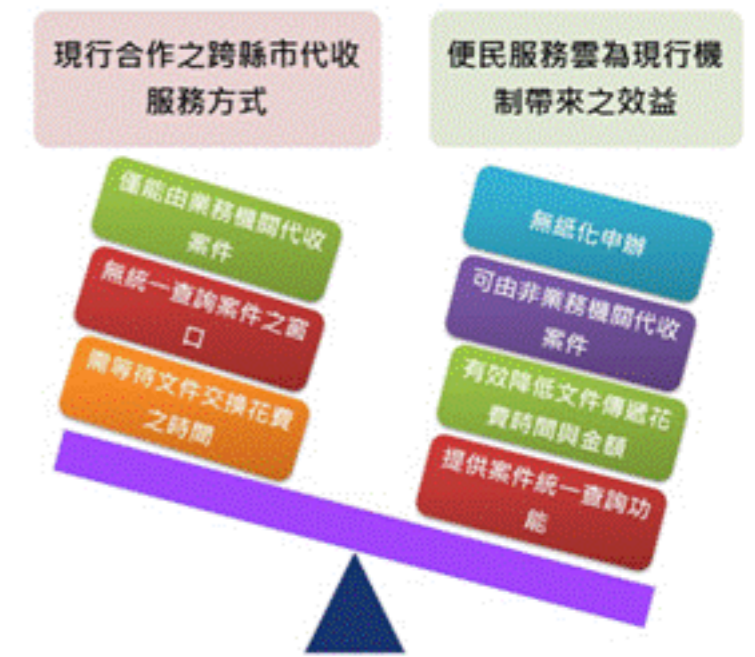 現行合作之跨縣市代收
服務方式
僅能由業務機關代收
案件
無統一查詢案件之窗
口
需等待文件交換花費
之時間
便民服務雲為現行機
制帶來之效益
無紙化申辦
可由非業務機關代收
案件
有效降低文件傳遞花
費時間與金額
提供案件統一查詢功
能